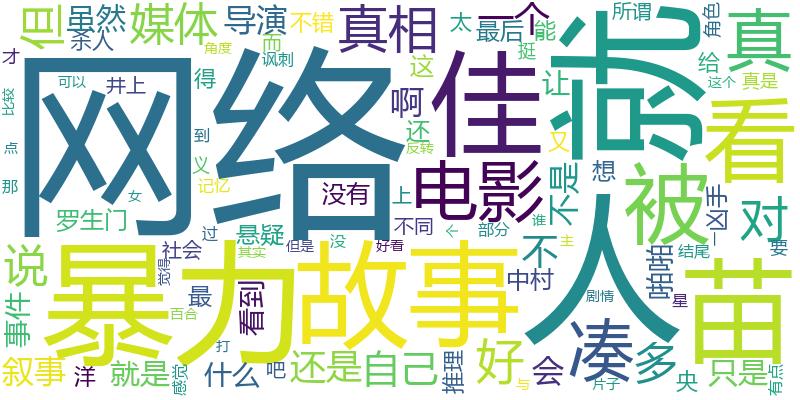 但
虽然
媒体
导演
不错
真相
一个
太
最后
能
所谓
角色
真
杀人
角度
而
讽刺
挺
就
才
井上
得
这
让
给
这个
真是
比较
网络
可以
啊
佳
看
点
到
还
又
不是
想
被
凶手
对
那
义
反转
记忆
女
没有
上
电影
人
罗生门
过
悬疑
不同
谁
部分
主
要
说
暴力
社会
但是
没
好看
故事
不
中村
啪啪
结尾
苗
觉得
其实
看到
最
剧情
星
事件
百合
凑
多
叙事
洋
就是
感觉
打
什么
吧
还是
自己
推理
好
与
会
片子
央
只是
有点